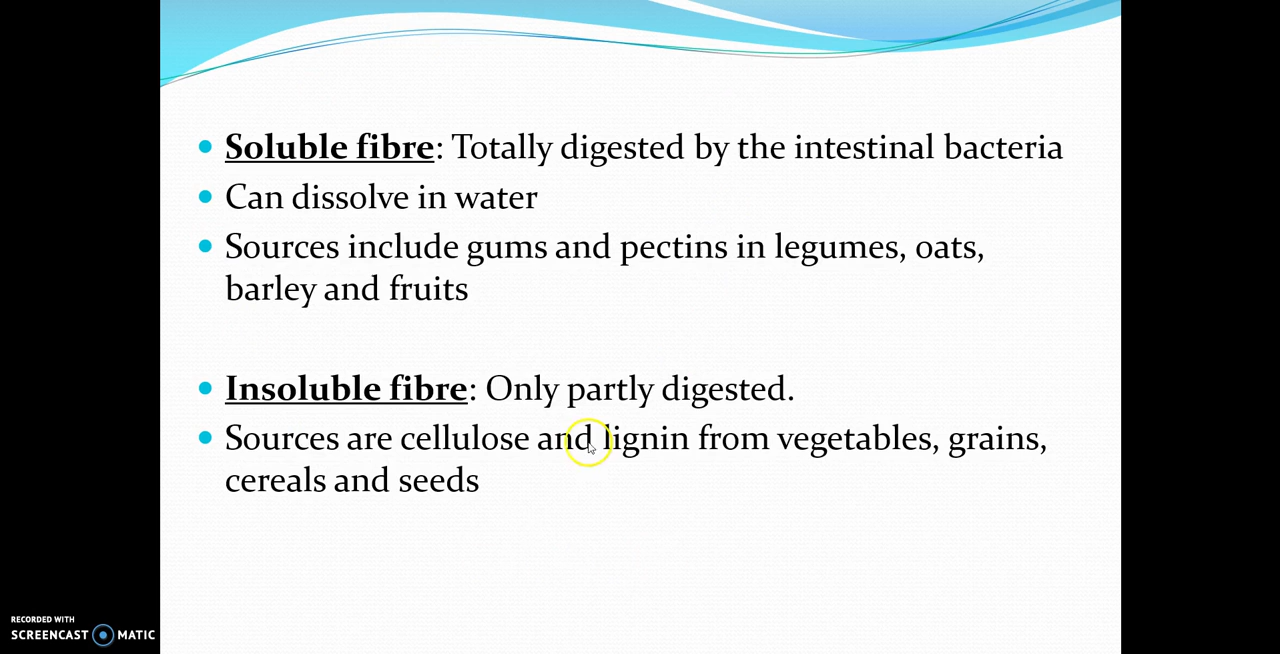 Soluble fibre: Totally digested by the intestinal bacteria
Can dissolve in water
Sources include gums and pectins in legumes, oats,
barley and fruits
Insoluble fibre: Only partly digested.
Sources are cellulose and lignin from vegetables, grains,
cereals and seeds
RECORDED WITH
SCREENCAST MATIC